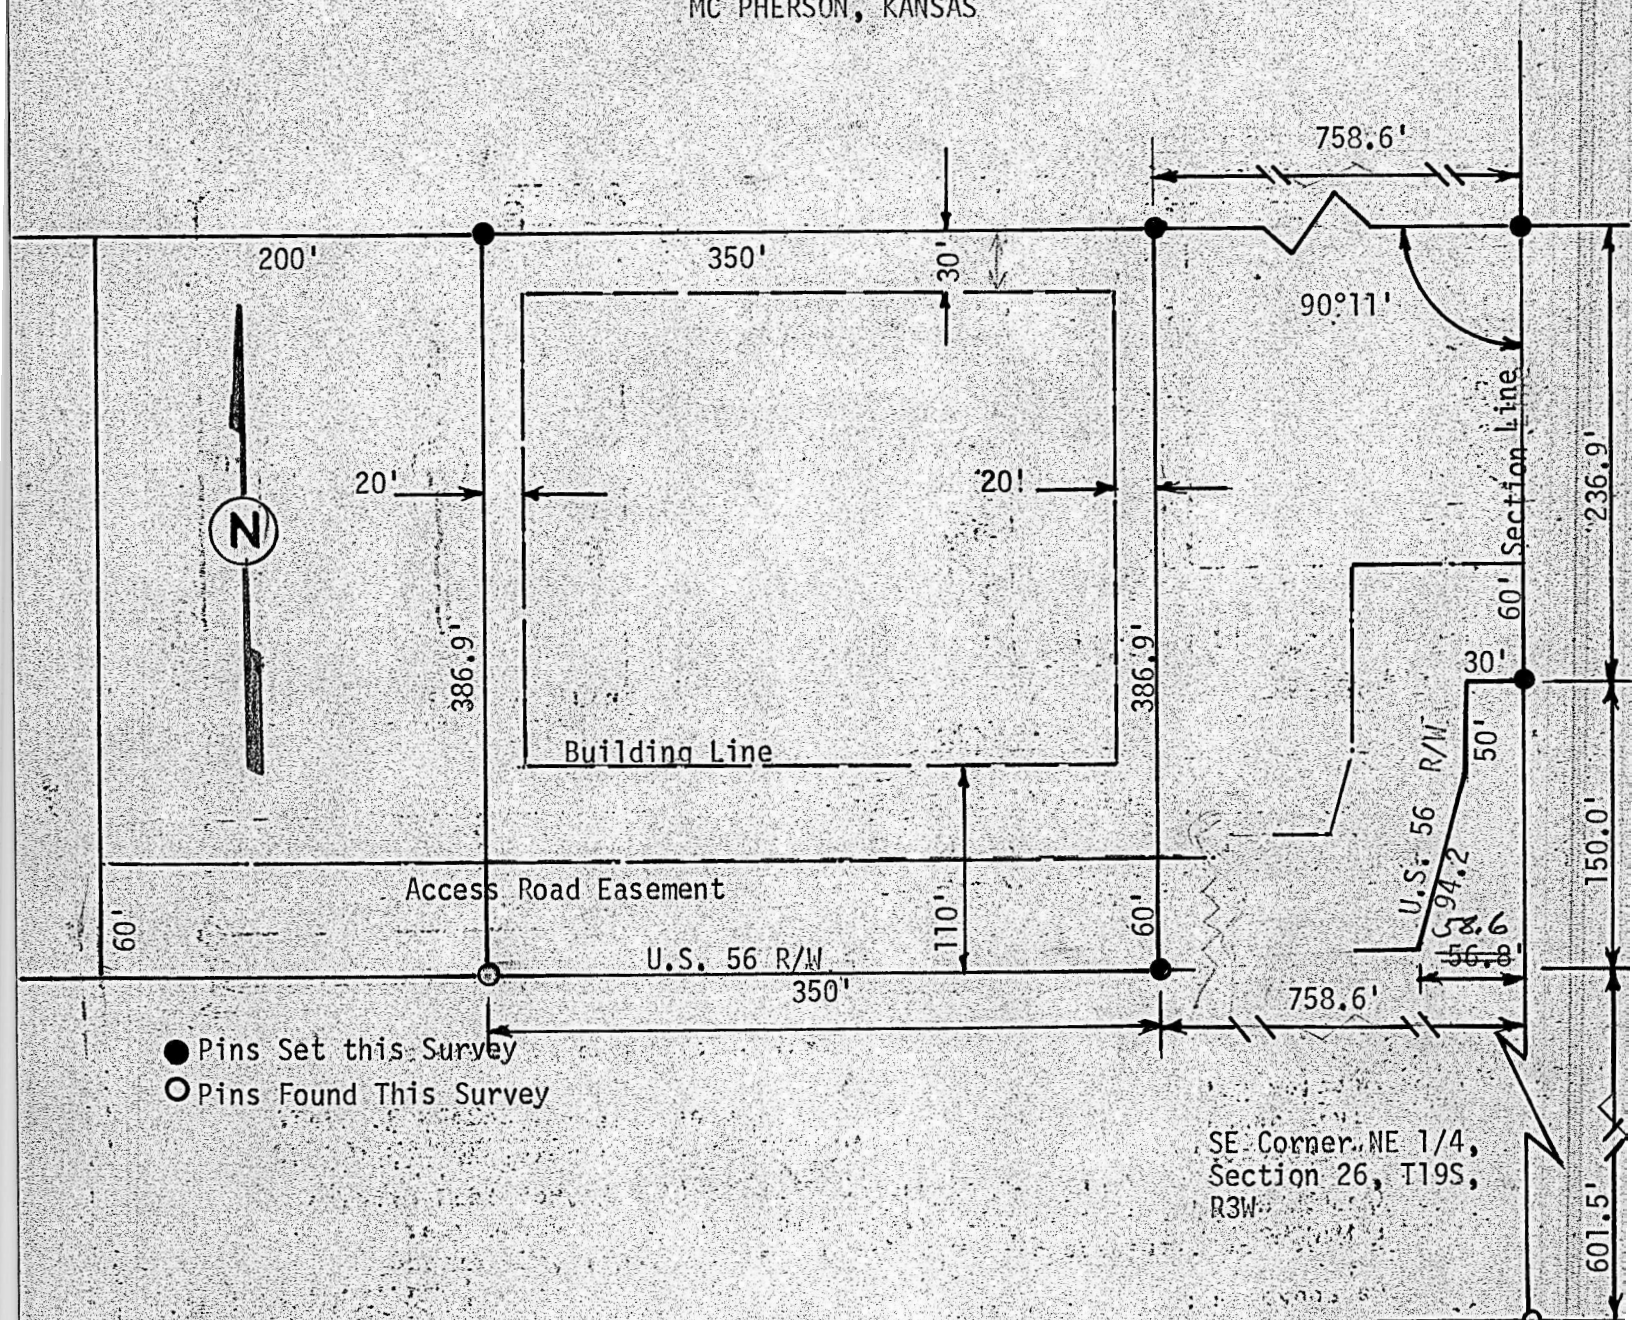 MC PHERSON, KANSAS
758.6'
200'
350'
30'
90°11'
Section Line
236.9'
20'
20'
N
60'
386.9'
386.9'
30'
Building Line
50'
U.S. 56 R/W
94.2
150.0'
Access Road Easement
60'
110'
60'
58.6
56.8'
U.S. 56 R/W
350'
758.6'
Pins Set this Survey
Pins Found This Survey
SE Corner NE 1/4,
Section 26, T19S,
R3W
601.5'